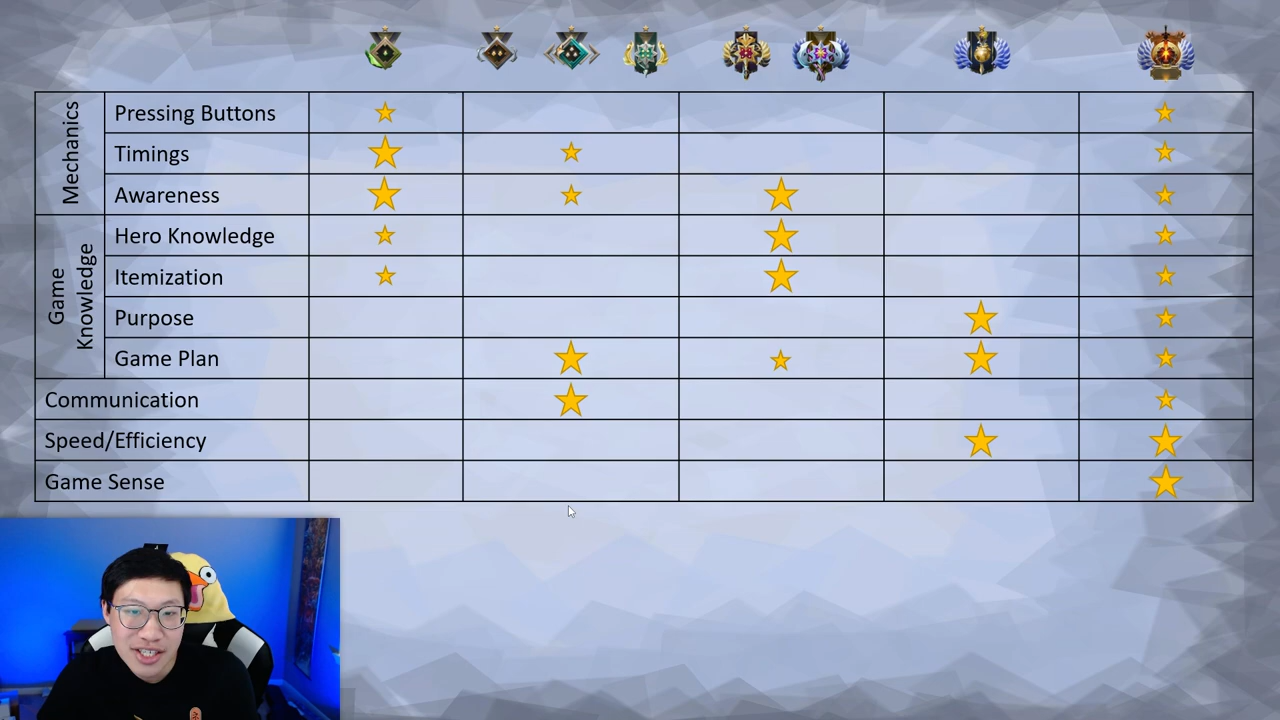 Mechanics
Pressing Buttons
Timings
Awareness
Game
Knowledge
Hero Knowledge
Itemization
Purpose
Game Plan
Communication
Speed/Efficiency
Game Sense